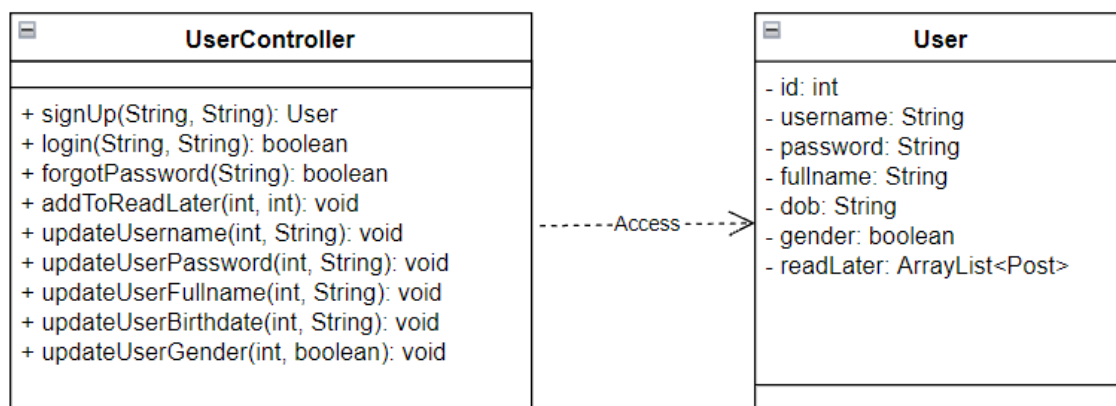 UserController
+ signUp(String, String): User
+ login(String, String): boolean
+ forgotPassword(String): boolean
+ addToReadLater(int, int): void
+ updateUsername(int, String): void
+ updateUserPassword(int, String): void
+ updateUserFullname(int, String): void
+ updateUserBirthdate(int, String): void
+ updateUserGender(int, boolean): void
Access
User
- id: int
- username: String
- password: String
- fullname: String
- dob: String
- gender: boolean
- readLater: ArrayList<Post>